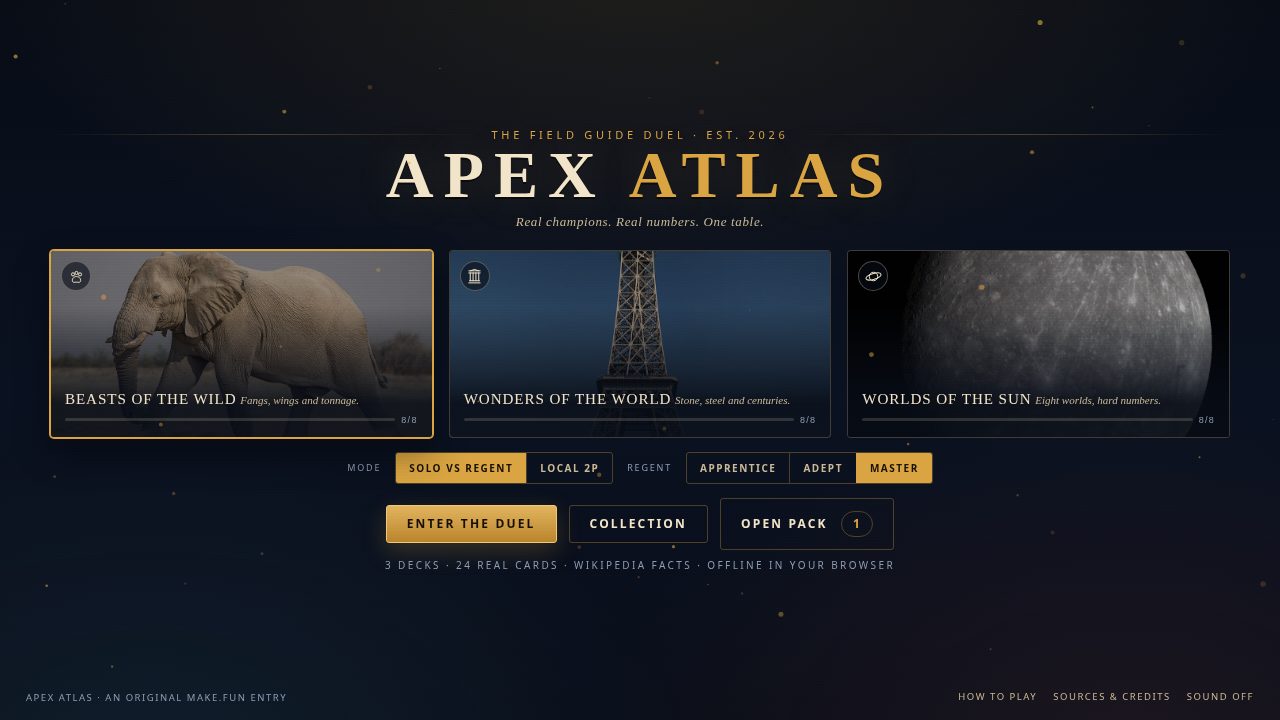 THE FIELD GUIDE DUEL · EST. 2026
APEX ATLAS
Real champions. Real numbers. One table.
BEASTS OF THE WILD Fangs, wings and tonnage.
8/8
WONDERS OF THE WORLD Stone, steel and centuries.
8/8
WORLDS OF THE SUN Eight worlds, hard numbers.
8/8
MODE SOLO VS REGENT LOCAL 2P REGENT APPRENTICE ADEPT MASTER
ENTER THE DUEL COLLECTION OPEN PACK 1
3 DECKS · 24 REAL CARDS · WIKIPEDIA FACTS · OFFLINE IN YOUR BROWSER
APEX ATLAS · AN ORIGINAL MAKE.FUN ENTRY
HOW TO PLAY SOURCES & CREDITS SOUND OFF